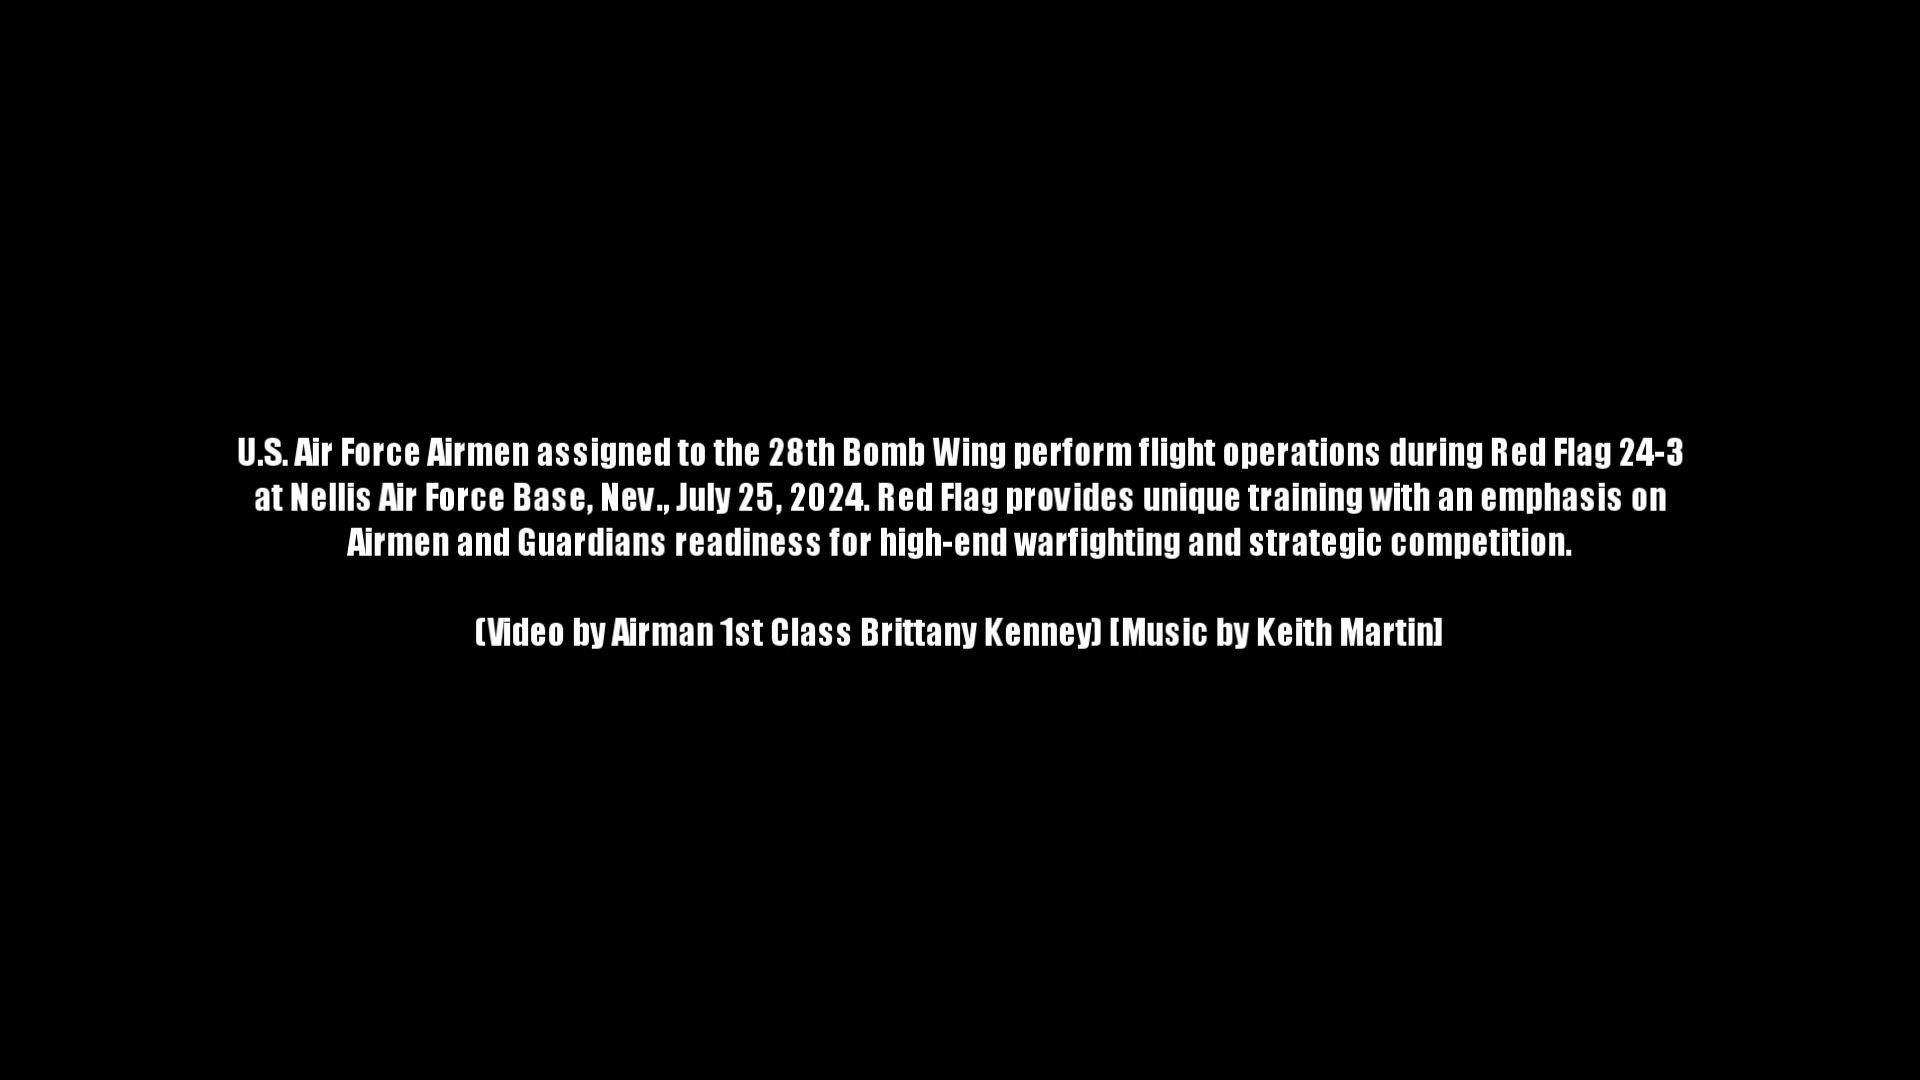 U.S. Air Force Airmen assigned to the 28th Bomb Wing perform flight operations during Red Flag 24-3
at Nellis Air Force Base, Nev., July 25, 2024. Red Flag provides unique training with an emphasis on
Airmen and Guardians readiness for high-end warfighting and strategic competition.
(Video by Airman 1st Class Brittany Kenney) [Music by Keith Martin]